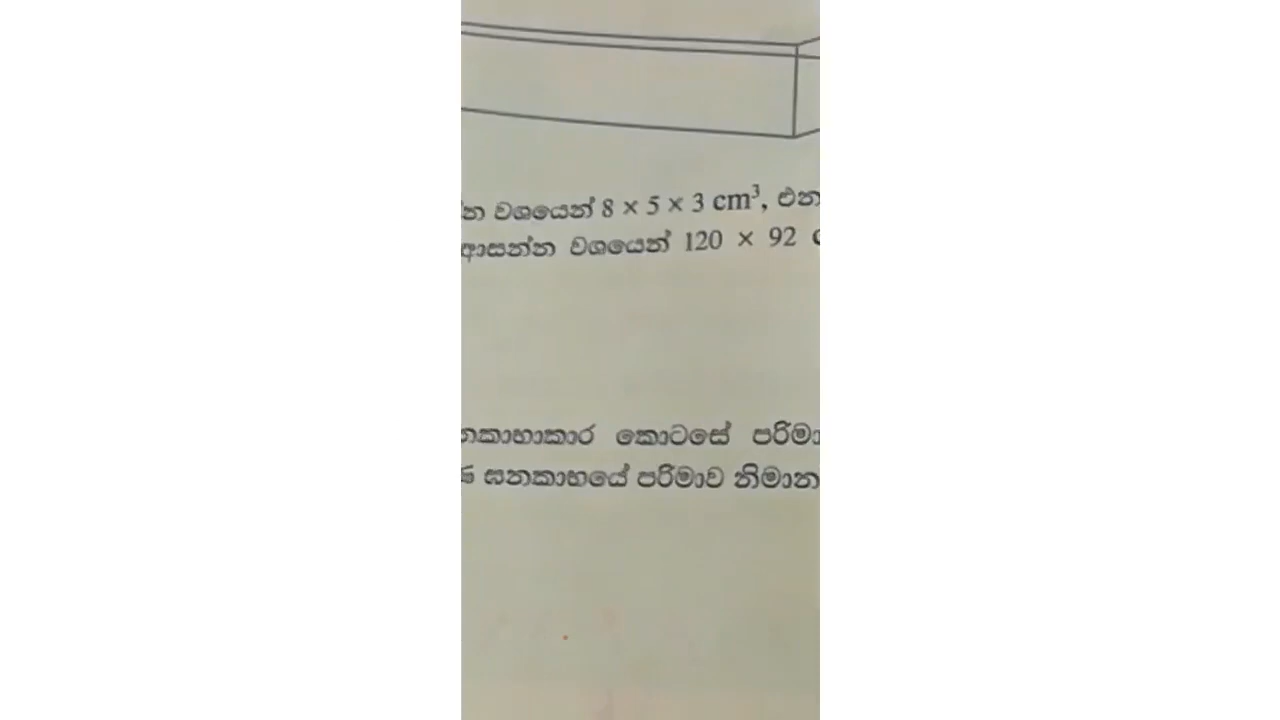 වශයෙන් 8 × 5 × 3 cm³, එන
ආසන්න වශයෙන් 120 × 92
කොටසේ පරිමා
ඝනකාභයේ පරිමාව නිමාන